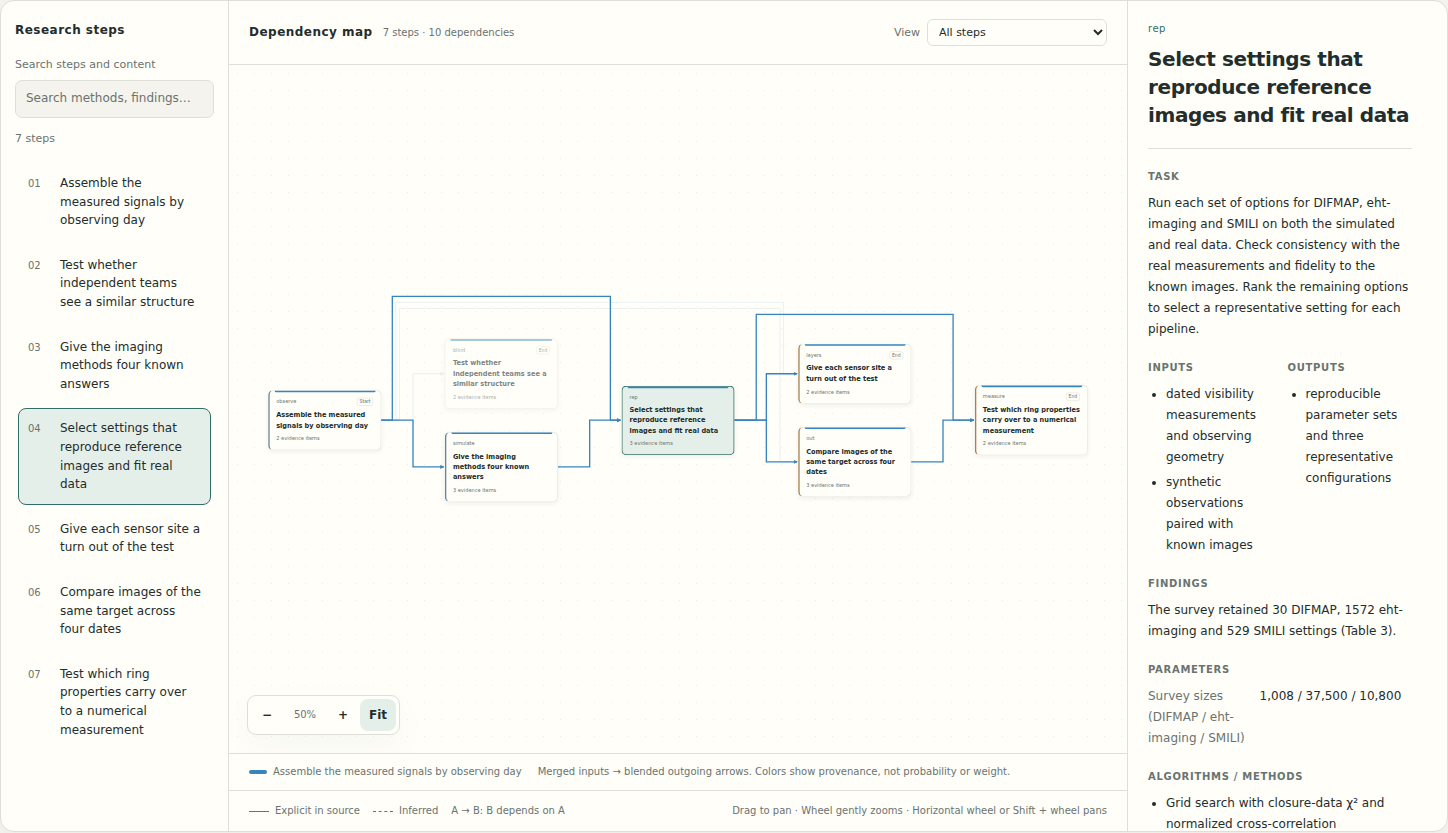 Research steps
Search steps and content
Search methods, findings…
7 steps
01
Assemble the
measured signals by
observing day
02
Test whether
independent teams
see a similar structure
03
Give the imaging
methods four known
answers
04
Select settings that
reproduce reference
images and fit real
data
05
Give each sensor site a
turn out of the test
06
Compare images of the
same target across
four dates
07
Test which ring
properties carry over
to a numerical
measurement
Dependency map
7 steps · 10 dependencies
View
All steps
observe
Start
Assemble the measured
signals by observing day
2 evidence items
blind
End
Test whether
independent teams see a
similar structure
2 evidence items
simulate
Give the imaging
methods four known
answers
3 evidence items
rep
Select settings that
reproduce reference
images and fit real data
3 evidence items
layers
End
Give each sensor site a
turn out of the test
2 evidence items
out
Compare images of the
same target across four
dates
3 evidence items
measure
End
Test which ring properties
carry over to a numerical
measurement
2 evidence items
−
50%
+
Fit
Assemble the measured signals by observing day
Merged inputs → blended outgoing arrows. Colors show provenance, not probability or weight.
Explicit in source
Inferred
A → B: B depends on A
Drag to pan · Wheel gently zooms · Horizontal wheel or Shift + wheel pans
rep
Select settings that
reproduce reference
images and fit real data
TASK
Run each set of options for DIFMAP, eht-
imaging and SMILI on both the simulated
and real data. Check consistency with the
real measurements and fidelity to the
known images. Rank the remaining options
to select a representative setting for each
pipeline.
INPUTS
• dated visibility
measurements
and observing
geometry
• synthetic
observations
paired with
known images
OUTPUTS
• reproducible
parameter sets
and three
representative
configurations
FINDINGS
The survey retained 30 DIFMAP, 1572 eht-
imaging and 529 SMILI settings (Table 3).
PARAMETERS
Survey sizes
(DIFMAP / eht-
imaging / SMILI)
1,008 / 37,500 / 10,800
ALGORITHMS / METHODS
• Grid search with closure-data χ² and
normalized cross-correlation